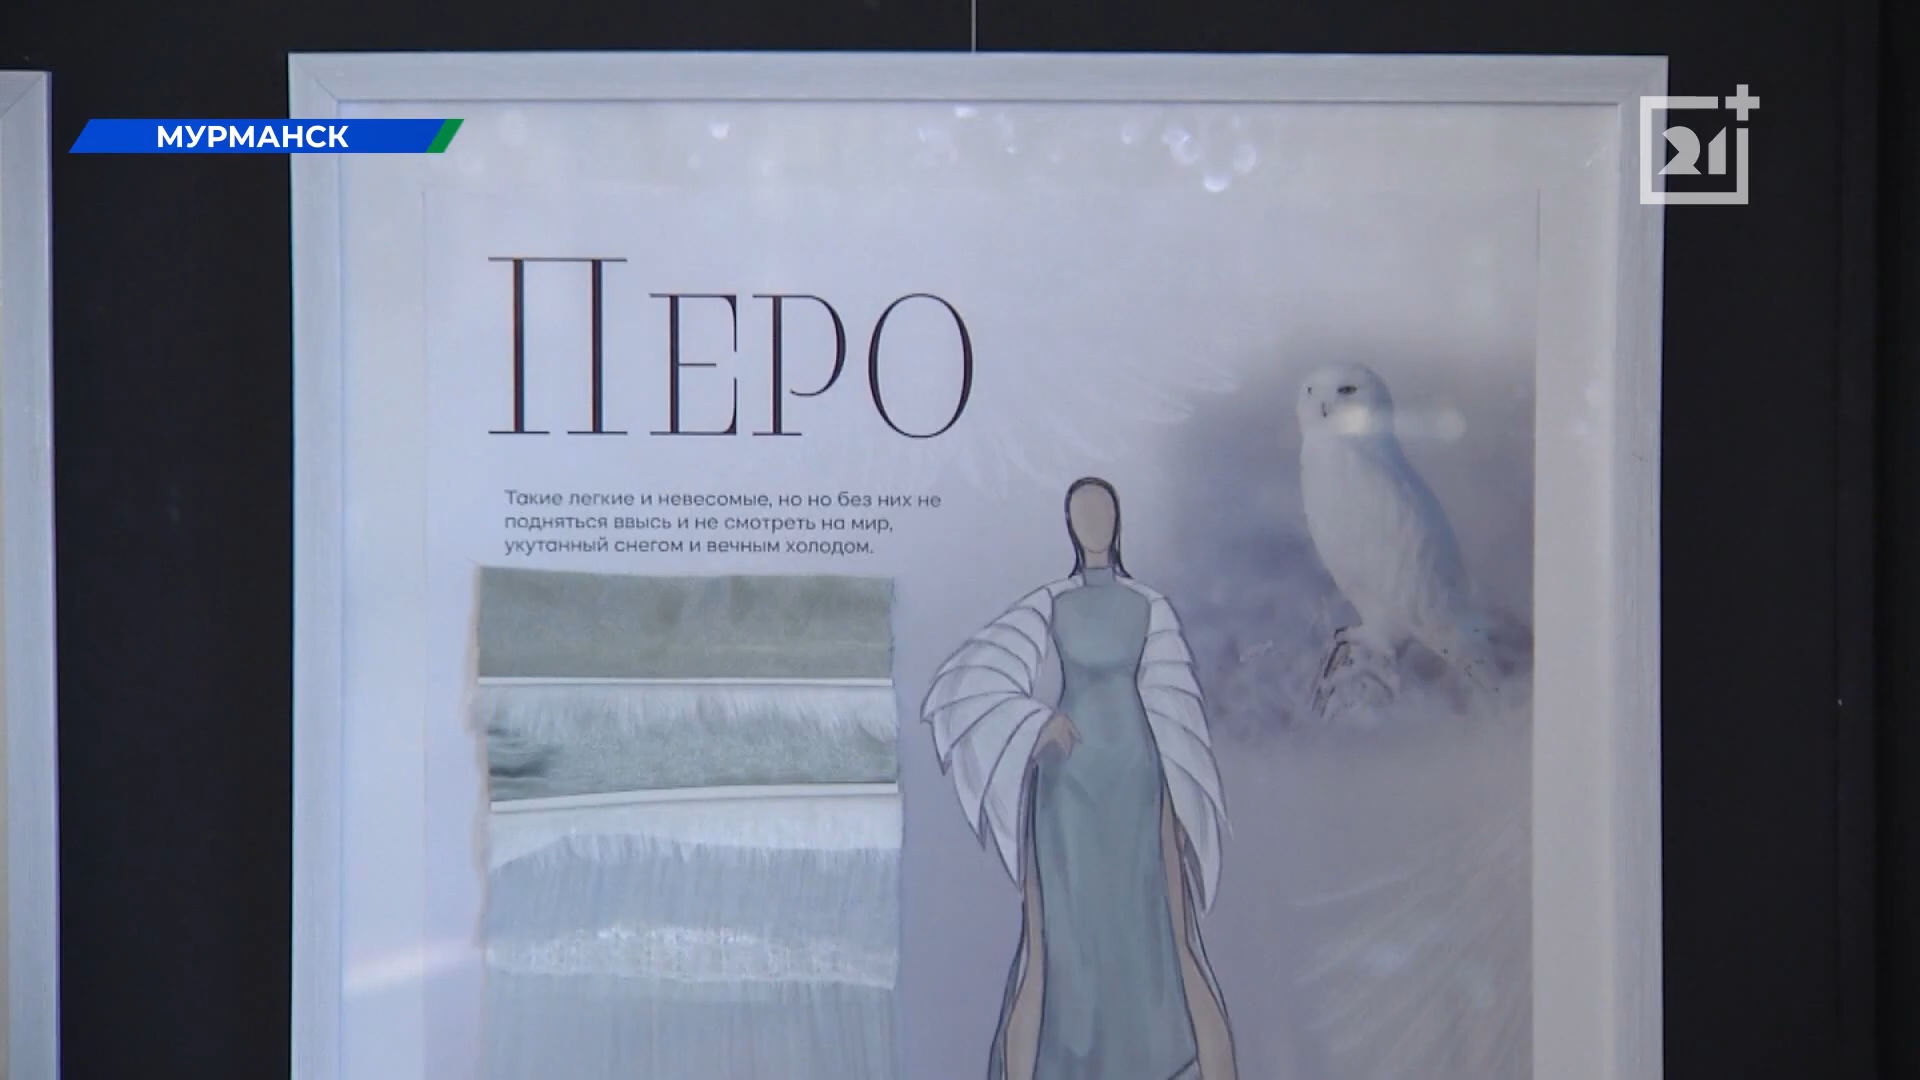 МУРМАНСК
21+
Перо
Такие легкие и невесомые, но но без них не
подняться ввысь и не смотреть на мир,
укутанный снегом и вечным холодом.